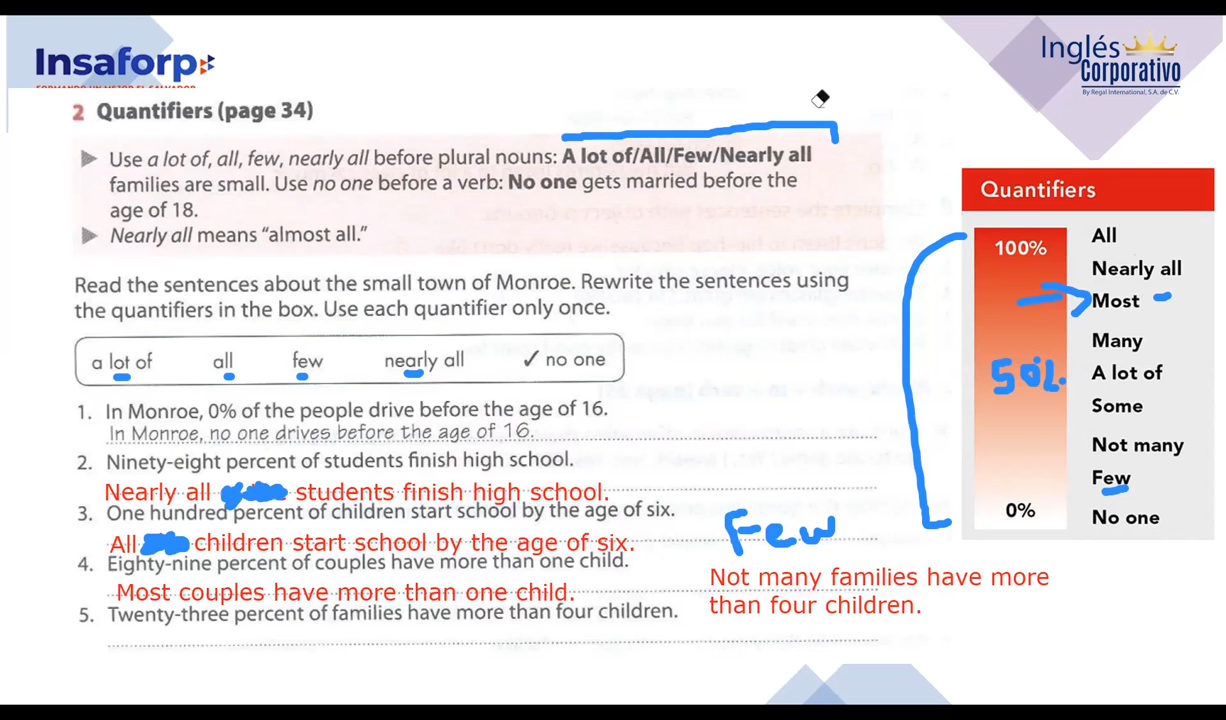 Insaforp
FORMANDO UN MEJOR EL SALVADOR
Inglés
Corporativo
By Regal International, S.A. de C.V.
2 Quantifiers (page 34)
▶ Use a lot of, all, few, nearly all before plural nouns: A lot of/All/Few/Nearly all
families are small. Use no one before a verb: No one gets married before the
age of 18.
▶ Nearly all means “almost all.”
Read the sentences about the small town of Monroe. Rewrite the sentences using
the quantifiers in the box. Use each quantifier only once.
a lot of all few nearly all ✓ no one
1. In Monroe, 0% of the people drive before the age of 16.
In Monroe, no one drives before the age of 16.
2. Ninety-eight percent of students finish high school.
Nearly all students finish high school.
3. One hundred percent of children start school by the age of six.
All children start school by the age of six.
4. Eighty-nine percent of couples have more than one child.
Most couples have more than one child.
5. Twenty-three percent of families have more than four children.
Few
Not many families have more
than four children.
Quantifiers
100% All
Nearly all
Most
Many
50%. A lot of
Some
Not many
Few
0% No one